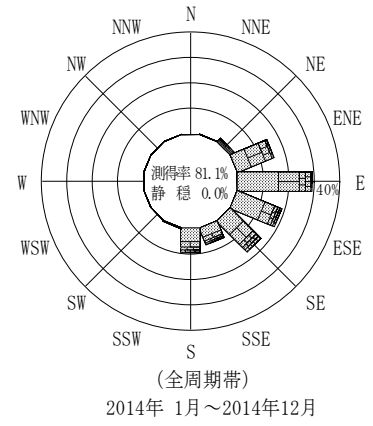 N
NNW NNE
NW NE
WNW ENE
測得率 81.1%
静 穏 0.0%
W 40% E
WSW ESE
SW SE
SSW SSE
S
(全周期帯)
2014年 1月～2014年12月